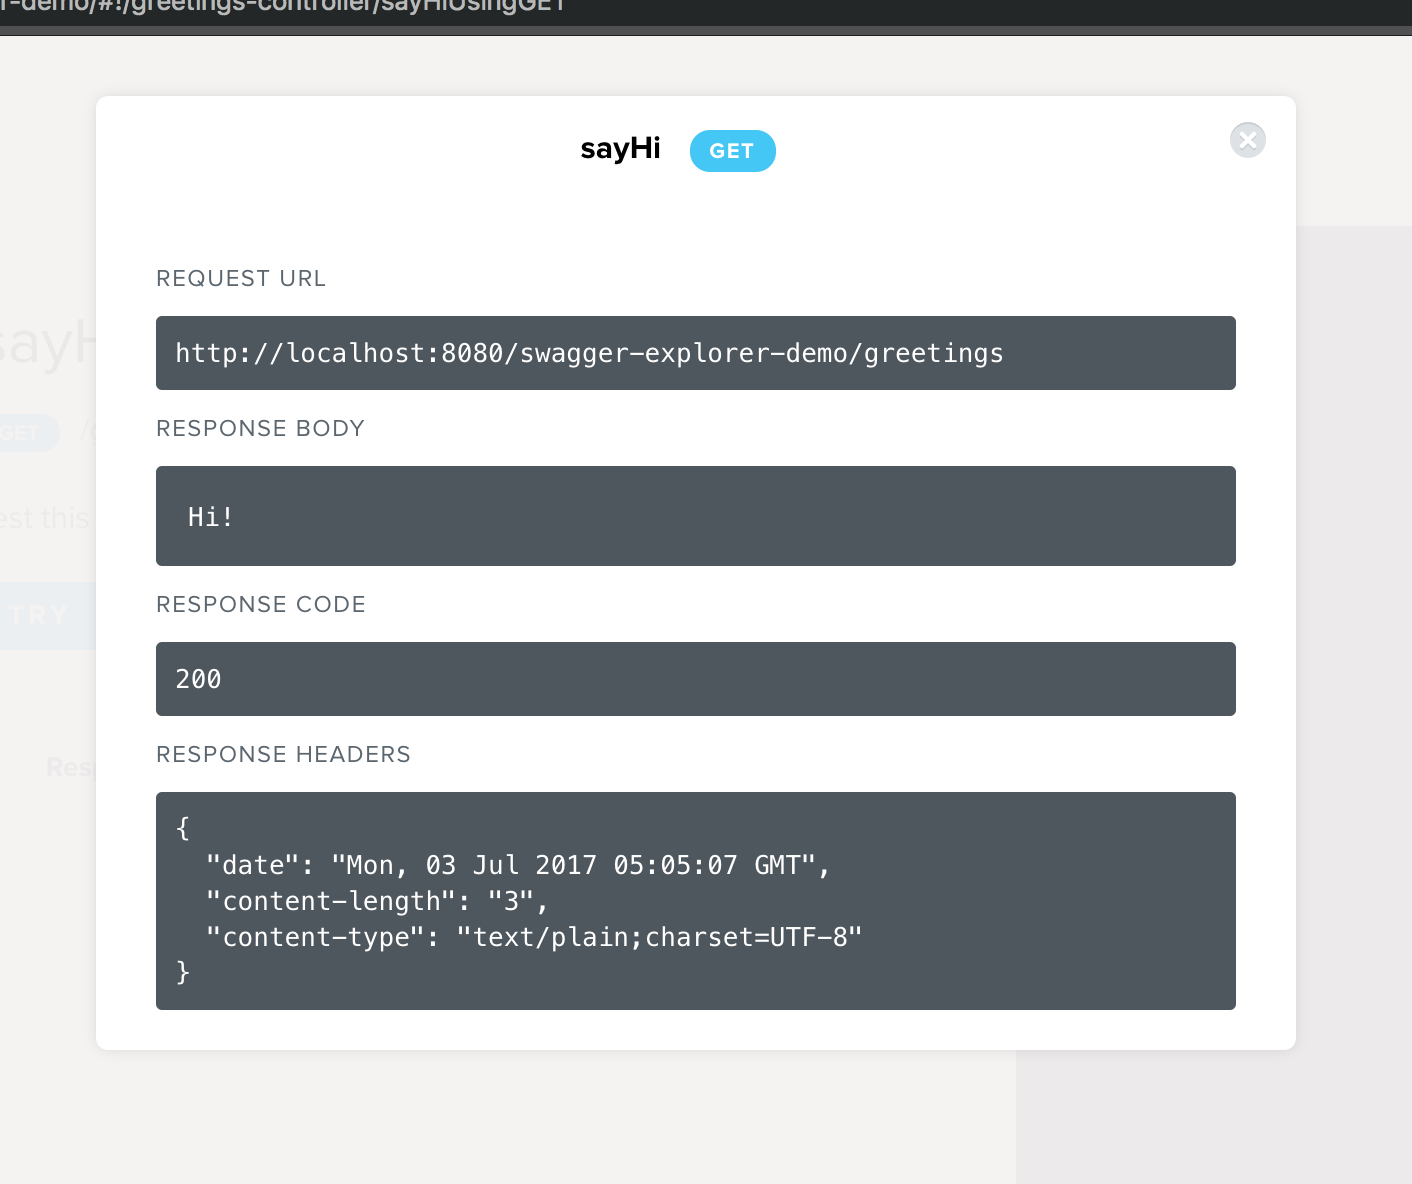 r-demo/#!/greetings-controller/sayHiUsingGET
sayHi GET
REQUEST URL
http://localhost:8080/swagger-explorer-demo/greetings
RESPONSE BODY
Hi!
RESPONSE CODE
200
RESPONSE HEADERS
{
"date": "Mon, 03 Jul 2017 05:05:07 GMT",
"content-length": "3",
"content-type": "text/plain;charset=UTF-8"
}
sayH
GET /g
est this
TRY
Resp